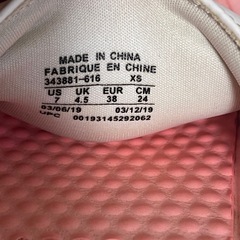 MADE IN CHINA
FABRIQUE EN CHINE
343881-616 XS
US UK EUR CM
7 4.5 38 24
03/06/19 03/12/19
UPC 00193145292062